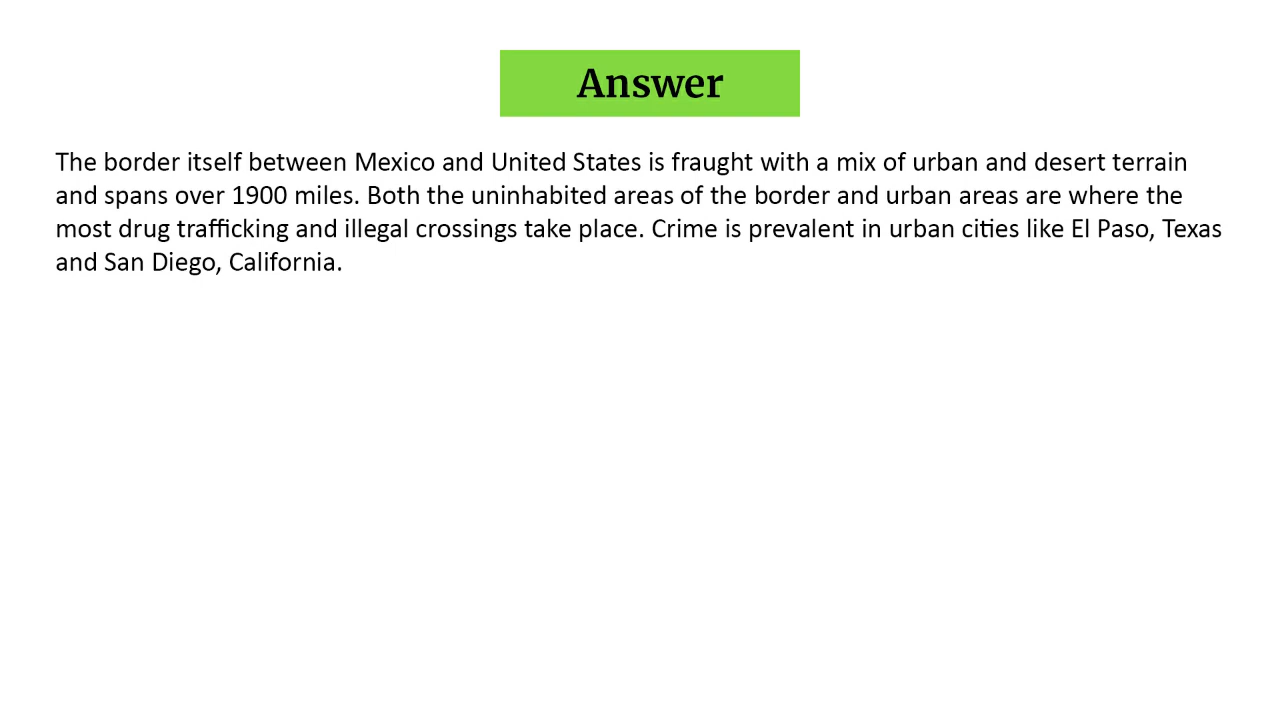 Answer
The border itself between Mexico and United States is fraught with a mix of urban and desert terrain
and spans over 1900 miles. Both the uninhabited areas of the border and urban areas are where the
most drug trafficking and illegal crossings take place. Crime is prevalent in urban cities like El Paso, Texas
and San Diego, California.